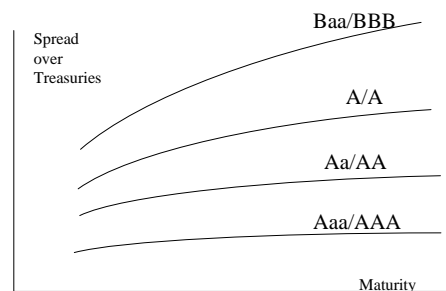 Baa/BBB
Spread
over
Treasuries
A/A
Aa/AA
Aaa/AAA
Maturity